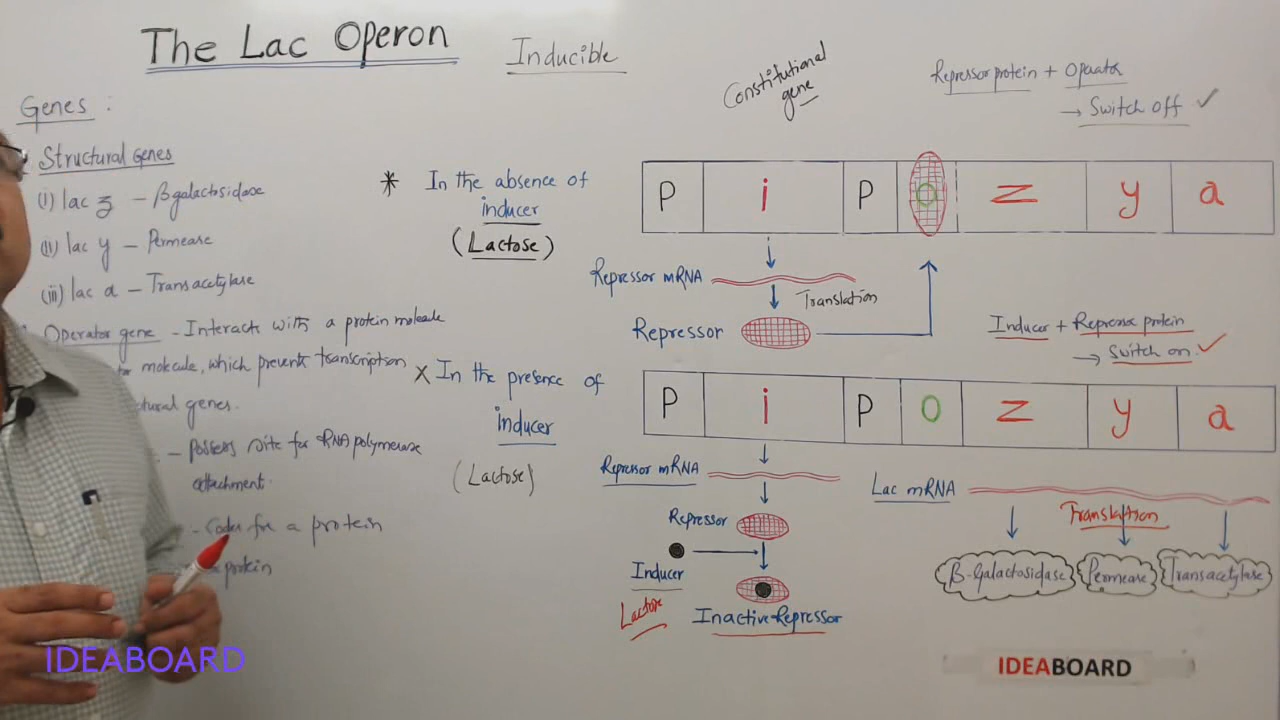 The Lac Operon
Inducible
Genes :
Structural Genes
(i) lac z - βgalactosidase
(ii) lac y - Permease
(iii) lac a - Transacetylase
Operator gene - Interacts with a protein molecule
molecule, which prevents transcription
genes.
- Possess site for RNA polymerase
attachment.
- Codes for a protein
protein
* In the absence of
inducer
(Lactose)
X In the presence of
inducer
(Lactose)
Constitutional
gene
Repressor protein + Operator
→ Switch off ✓
P i P O z y a
Repressor mRNA
Translation
Repressor
Inducer + Repressor protein
→ Switch on. ✓
P i P O z y a
Repressor mRNA
Repressor
Inducer
Lactose
Inactive Repressor
Lac mRNA
Translation
β-Galactosidase Permease Transacetylase
IDEABOARD
IDEABOARD